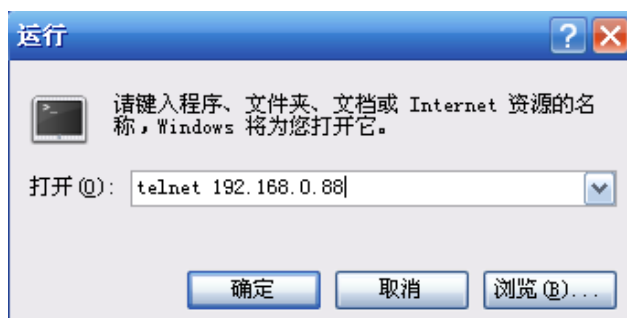 运行
请键入程序、文件夹、文档或 Internet 资源的名
称，Windows 将为您打开它。
打开(O): telnet 192.168.0.88
确定 取消 浏览(B)...